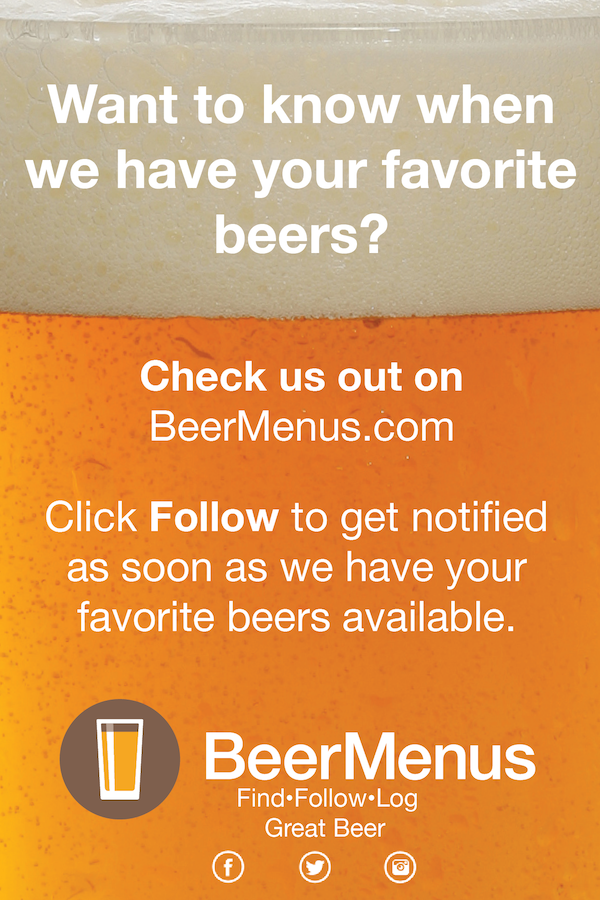 Want to know when
we have your favorite
beers?
Check us out on
BeerMenus.com
Click Follow to get notified
as soon as we have your
favorite beers available.
BeerMenus
Find•Follow•Log
Great Beer